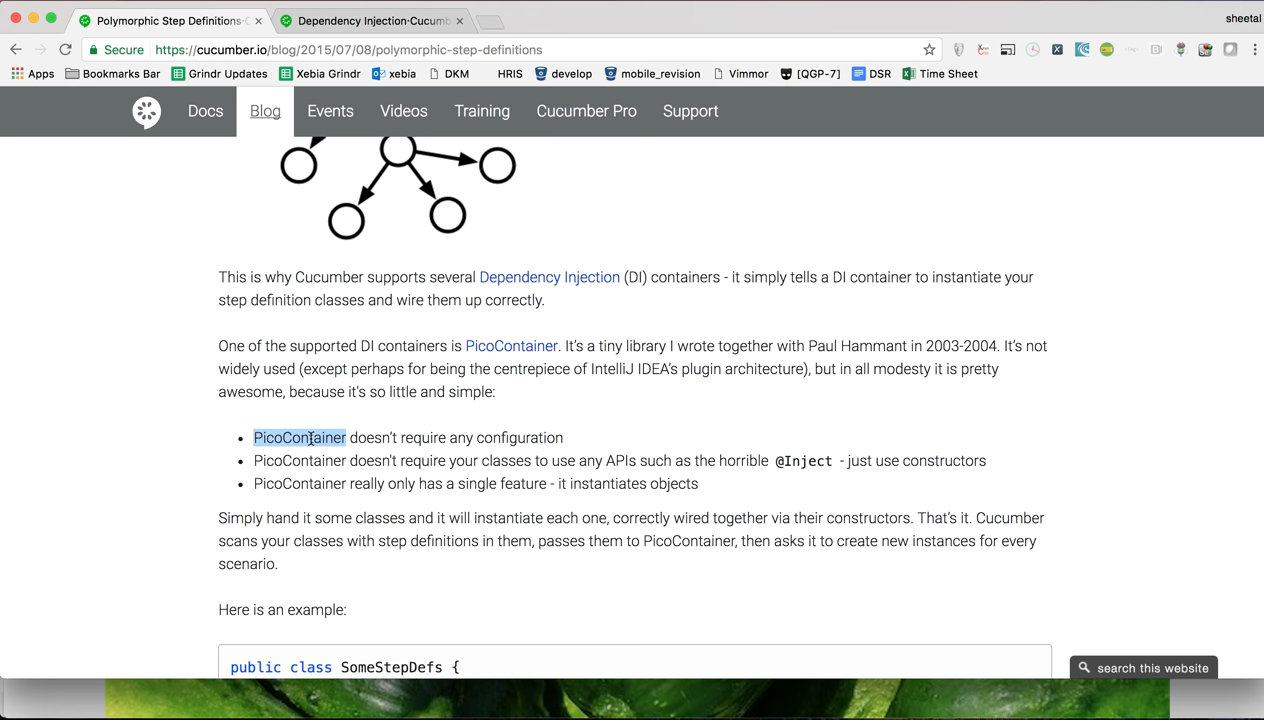 sheetal
Polymorphic Step Definitions·C
Dependency Injection·Cucumb
Secure https://cucumber.io/blog/2015/07/08/polymorphic-step-definitions
Apps Bookmarks Bar Grindr Updates Xebia Grindr xebia DKM HRIS develop mobile_revision Vimmor [QGP-7] DSR Time Sheet
Docs Blog Events Videos Training Cucumber Pro Support
This is why Cucumber supports several Dependency Injection (DI) containers - it simply tells a DI container to instantiate your
step definition classes and wire them up correctly.
One of the supported DI containers is PicoContainer. It’s a tiny library I wrote together with Paul Hammant in 2003-2004. It’s not
widely used (except perhaps for being the centrepiece of IntelliJ IDEA’s plugin architecture), but in all modesty it is pretty
awesome, because it's so little and simple:
• PicoContainer doesn’t require any configuration
• PicoContainer doesn't require your classes to use any APIs such as the horrible @Inject - just use constructors
• PicoContainer really only has a single feature - it instantiates objects
Simply hand it some classes and it will instantiate each one, correctly wired together via their constructors. That’s it. Cucumber
scans your classes with step definitions in them, passes them to PicoContainer, then asks it to create new instances for every
scenario.
Here is an example:
public class SomeStepDefs {
search this website